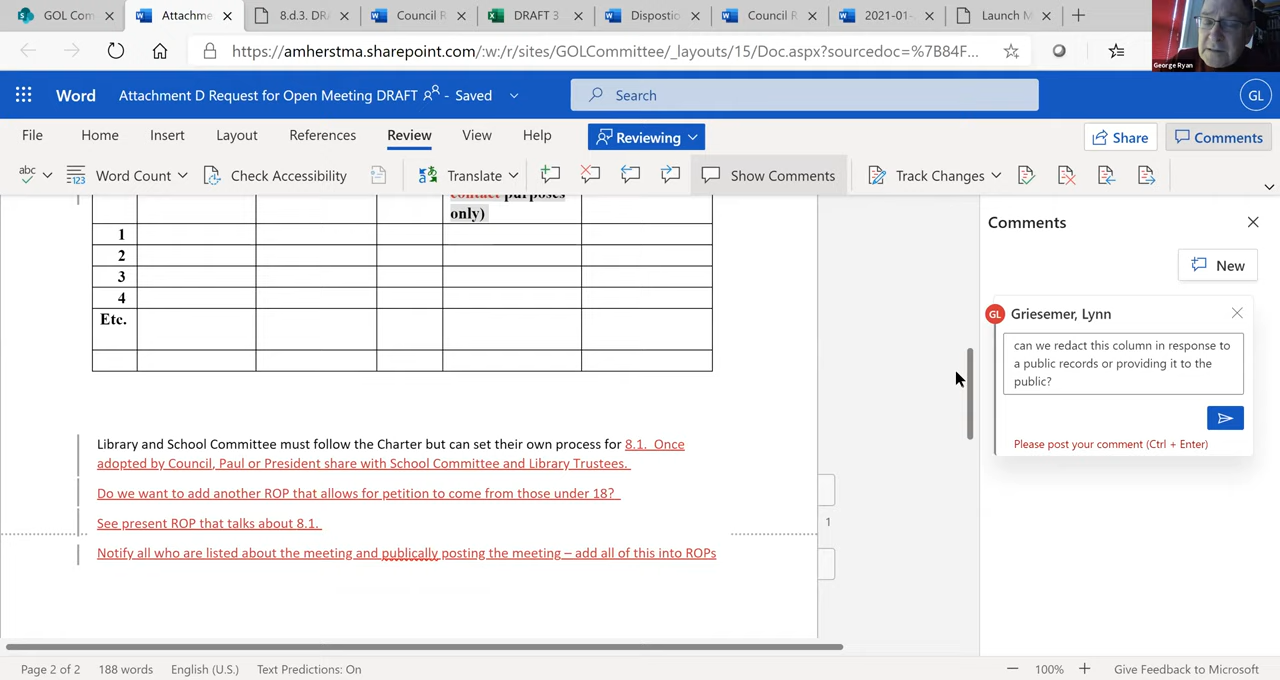 GOL Con
Attachme
8.d.3. DRA
Council R
DRAFT 3
Dispostio
Council R
2021-01-
Launch M
https://amherstma.sharepoint.com/:w:/r/sites/GOLCommittee/_layouts/15/Doc.aspx?sourcedoc=%7B84F...
George Ryan
Word Attachment D Request for Open Meeting DRAFT - Saved
Search
GL
File Home Insert Layout References Review View Help Reviewing Share Comments
abc 123 Word Count Check Accessibility Translate Show Comments Track Changes
contact purposes
only)
1
2
3
4
Etc.
Library and School Committee must follow the Charter but can set their own process for 8.1. Once
adopted by Council, Paul or President share with School Committee and Library Trustees.
Do we want to add another ROP that allows for petition to come from those under 18?
See present ROP that talks about 8.1.
Notify all who are listed about the meeting and publically posting the meeting – add all of this into ROPs
1
Comments
New
GL Griesemer, Lynn
can we redact this column in response to
a public records or providing it to the
public?
Please post your comment (Ctrl + Enter)
Page 2 of 2 188 words English (U.S.) Text Predictions: On 100% Give Feedback to Microsoft